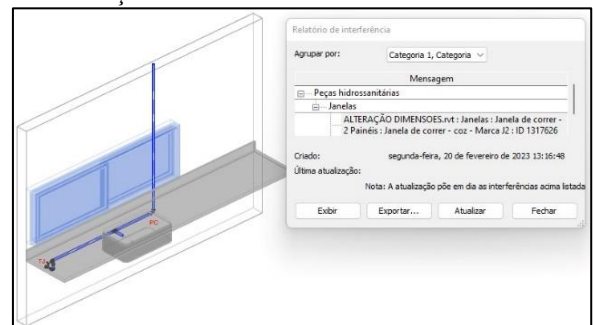 Relatório de interferência
Agrupar por:
Categoria 1, Categoria
Mensagem
Peças hidrossanitárias
Janelas
ALTERAÇÃO DIMENSOES.rvt : Janelas : Janela de correr -
2 Painéis : Janela de correr - coz - Marca J2 : ID 1317626
Criado:
segunda-feira, 20 de fevereiro de 2023 13:16:48
Última atualização:
Nota: A atualização põe em dia as interferências acima listada
Exibir
Exportar...
Atualizar
Fechar
PC
TJ